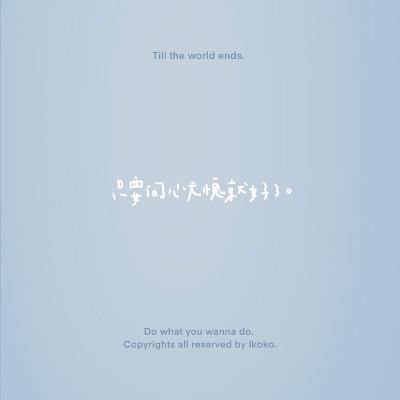 Till the world ends.
只要问心无愧就好了。
Do what you wanna do.
Copyrights all reserved by Ikoko.